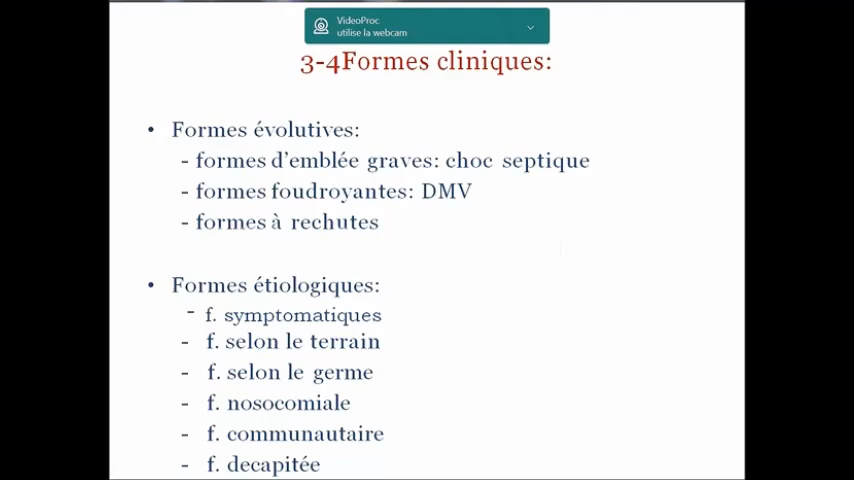 VideoProc
utilise la webcam
3-4Formes cliniques:
• Formes évolutives:
- formes d'emblée graves: choc septique
- formes foudroyantes: DMV
- formes à rechutes
• Formes étiologiques:
- f. symptomatiques
- f. selon le terrain
- f. selon le germe
- f. nosocomiale
- f. communautaire
- f. decapitée